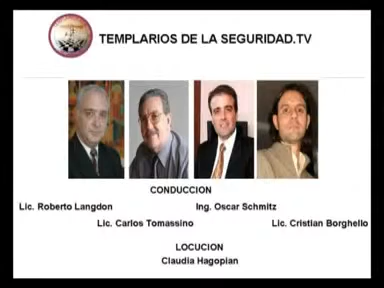 TEMPLARIOS DE LA SEGURIDAD.TV
CONDUCCION
Lic. Roberto Langdon
Ing. Oscar Schmitz
Lic. Carlos Tomassino
Lic. Cristian Borghello
LOCUCION
Claudia Hagopian